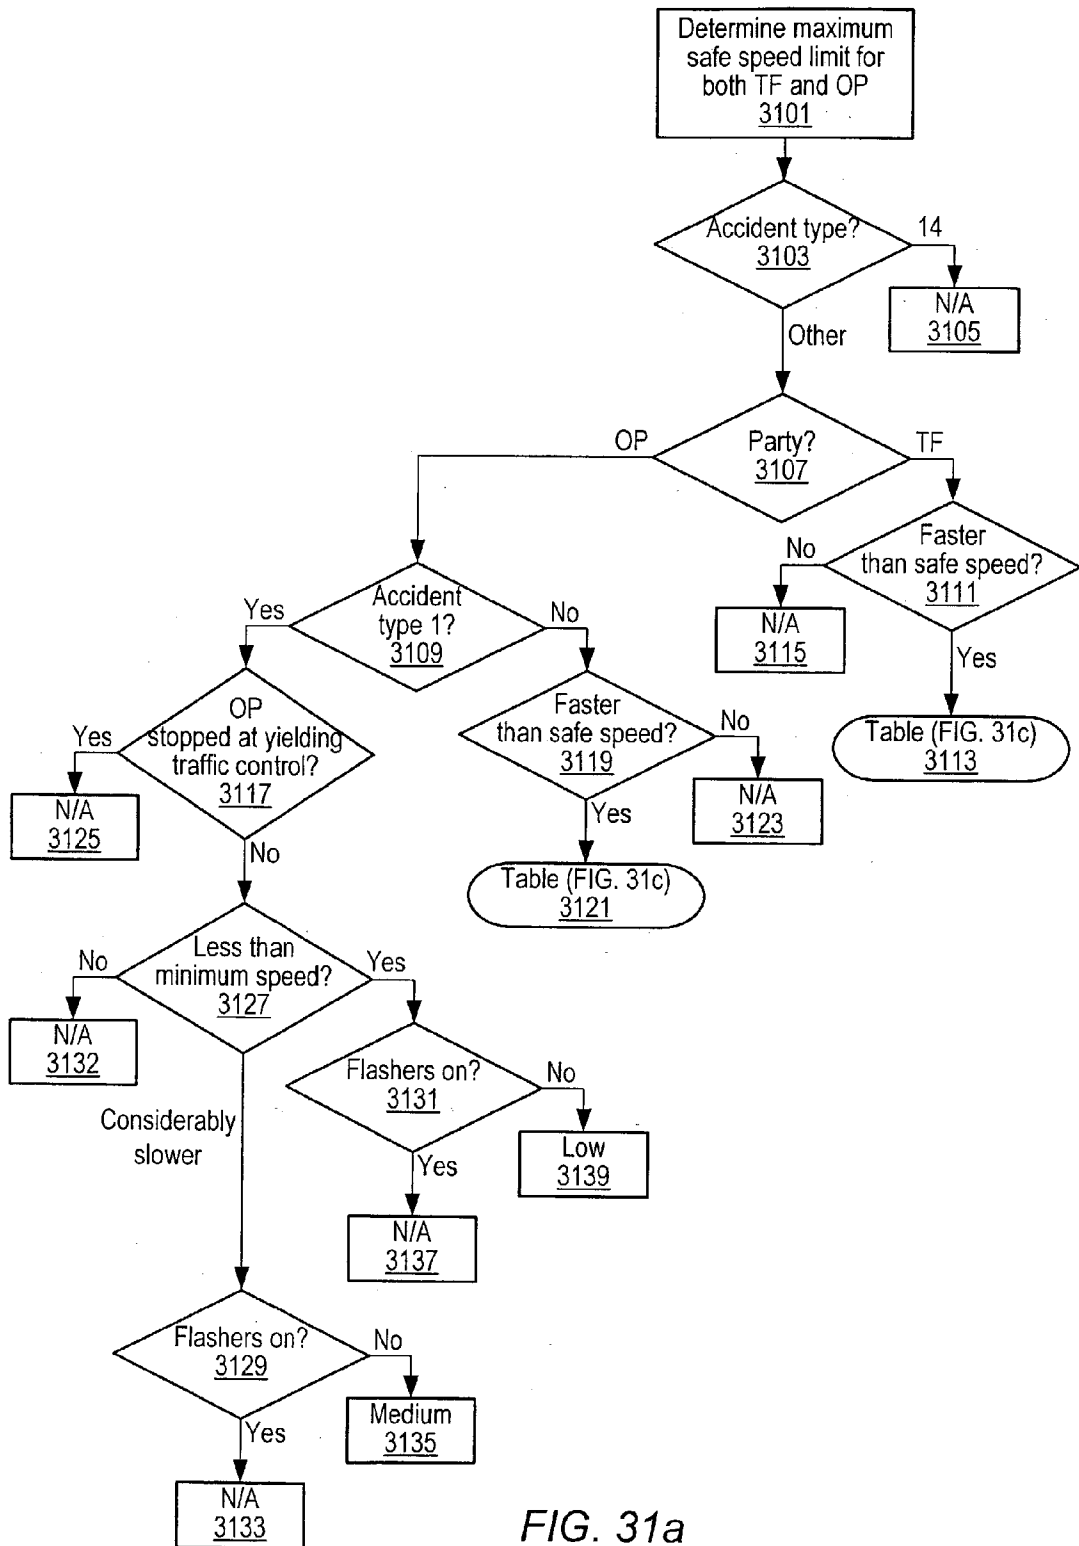 Determine maximum
safe speed limit for
both TF and OP
3101
Accident type?
3103
14
N/A
3105
Other
Party?
3107
OP
TF
Faster
than safe speed?
3111
No
N/A
3115
Yes
Table (FIG. 31c)
3113
Accident
type 1?
3109
Yes
No
OP
stopped at yielding
traffic control?
3117
Yes
N/A
3125
No
Faster
than safe speed?
3119
No
N/A
3123
Yes
Table (FIG. 31c)
3121
Less than
minimum speed?
3127
No
N/A
3132
Yes
Flashers on?
3131
No
Low
3139
Yes
N/A
3137
Considerably
slower
Flashers on?
3129
No
Medium
3135
Yes
N/A
3133
FIG. 31a